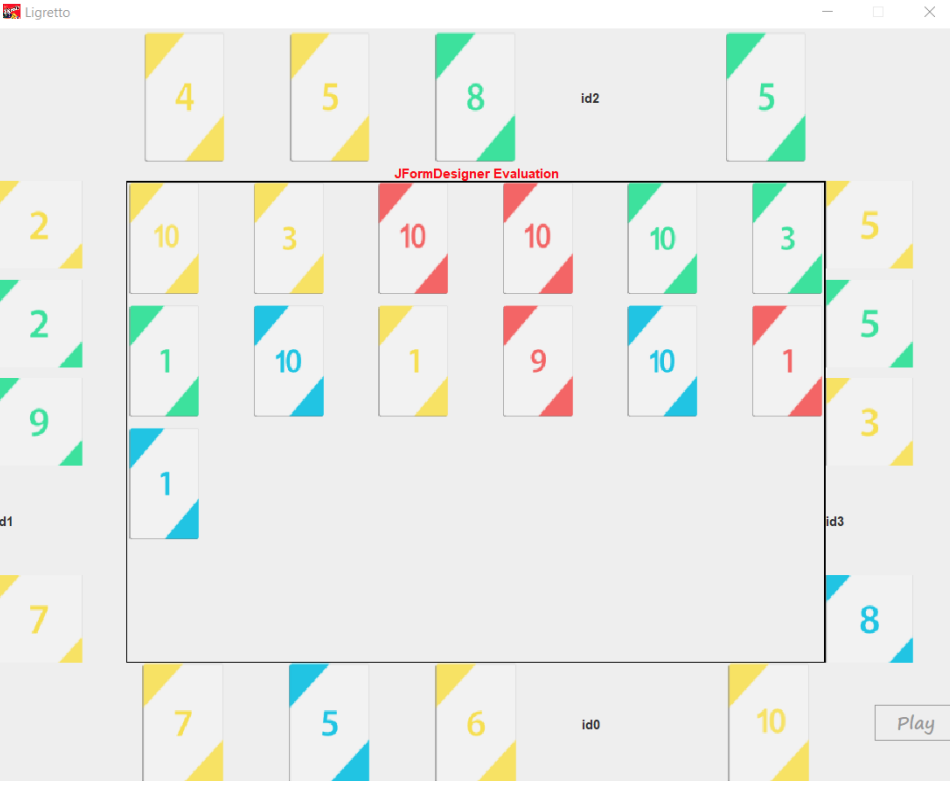 Ligretto
4 5 8 id2 5
JFormDesigner Evaluation
2 10 3 10 10 10 3 5
2 1 10 1 9 10 1 5
9 1 3
d1 id3
7 8
7 5 6 id0 10 Play